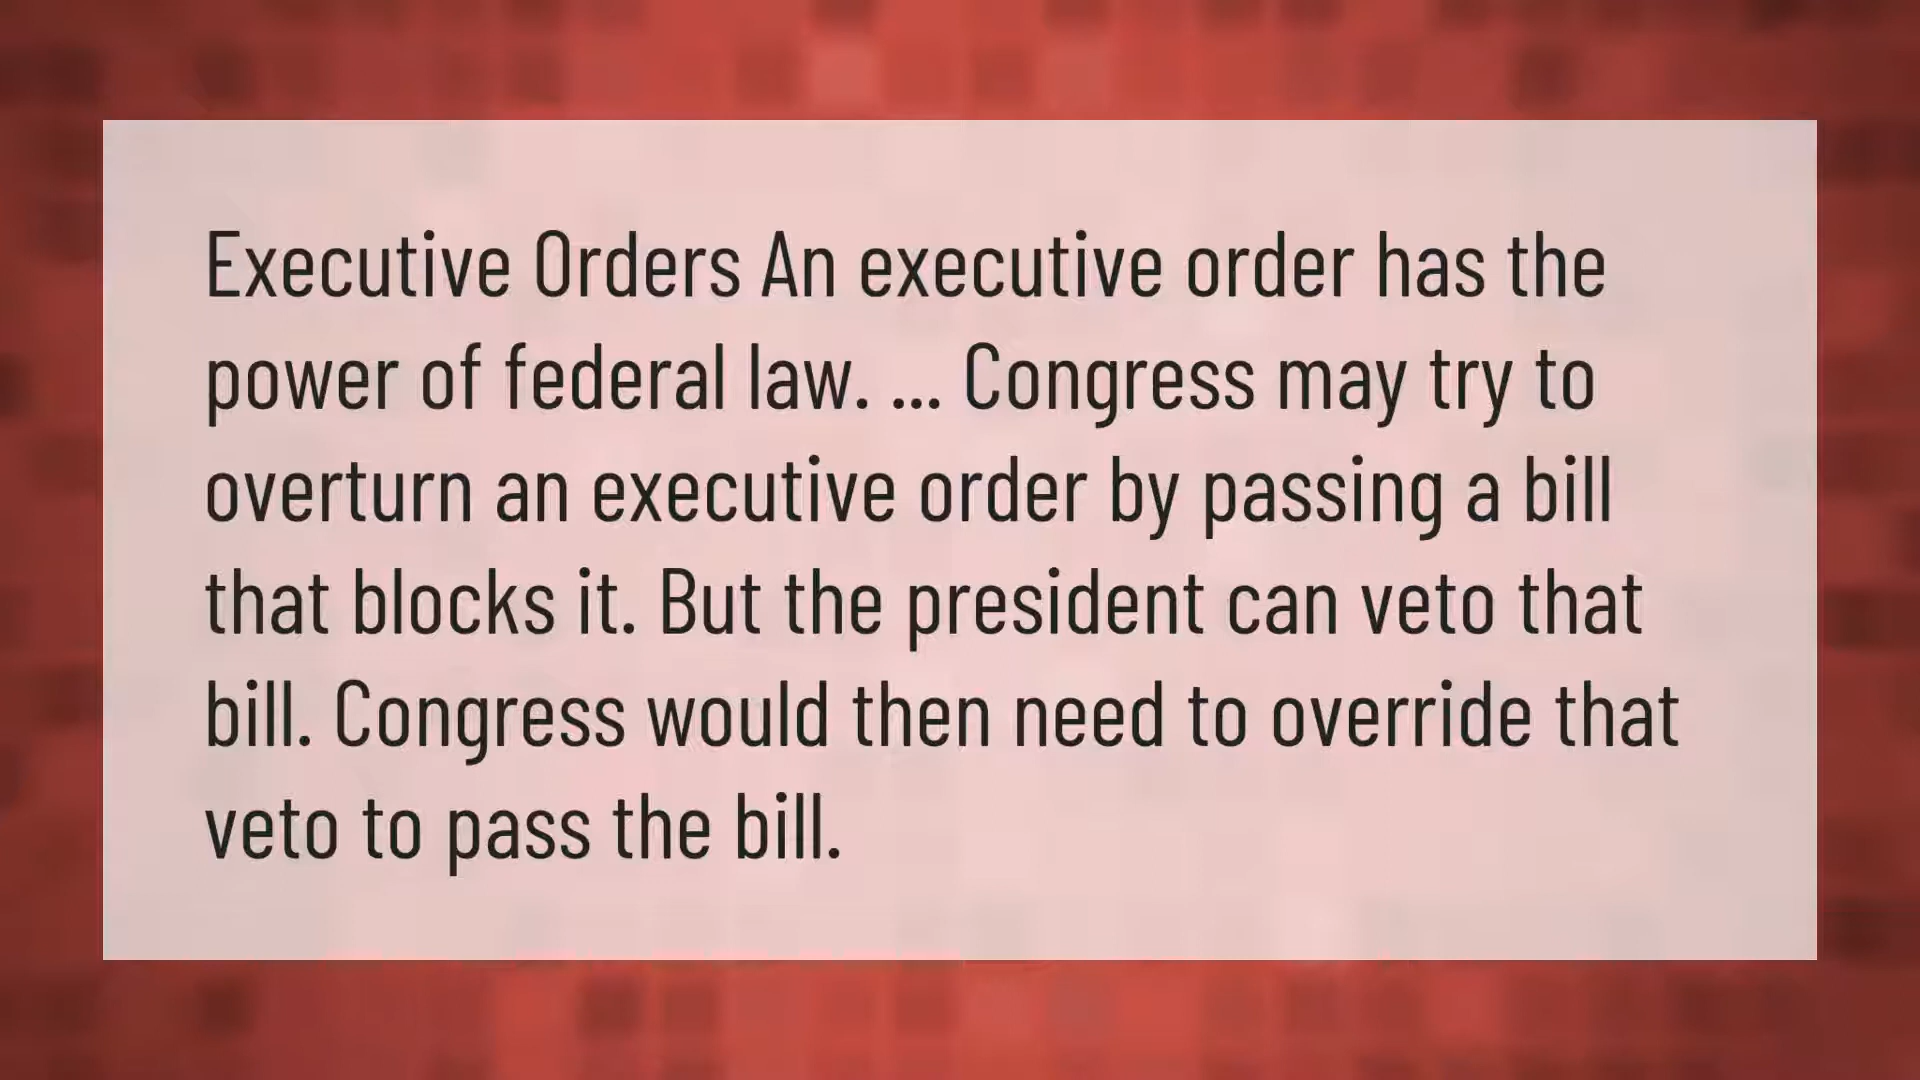 Executive Orders An executive order has the
power of federal law. ... Congress may try to
overturn an executive order by passing a bill
that blocks it. But the president can veto that
bill. Congress would then need to override that
veto to pass the bill.